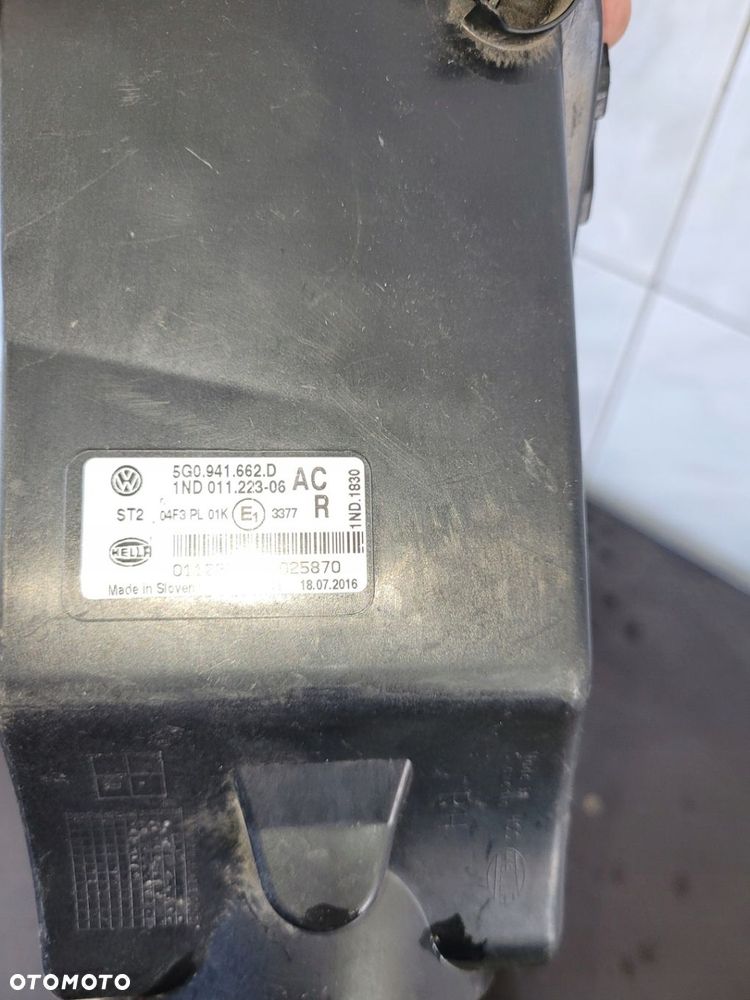 5G0.941.662.D
1ND 011.223-06 AC
ST2 04F3 PL 01K E1 3377 R
1ND.1830
HELLA
025870
Made in 18.07.2016
OTOMOTO